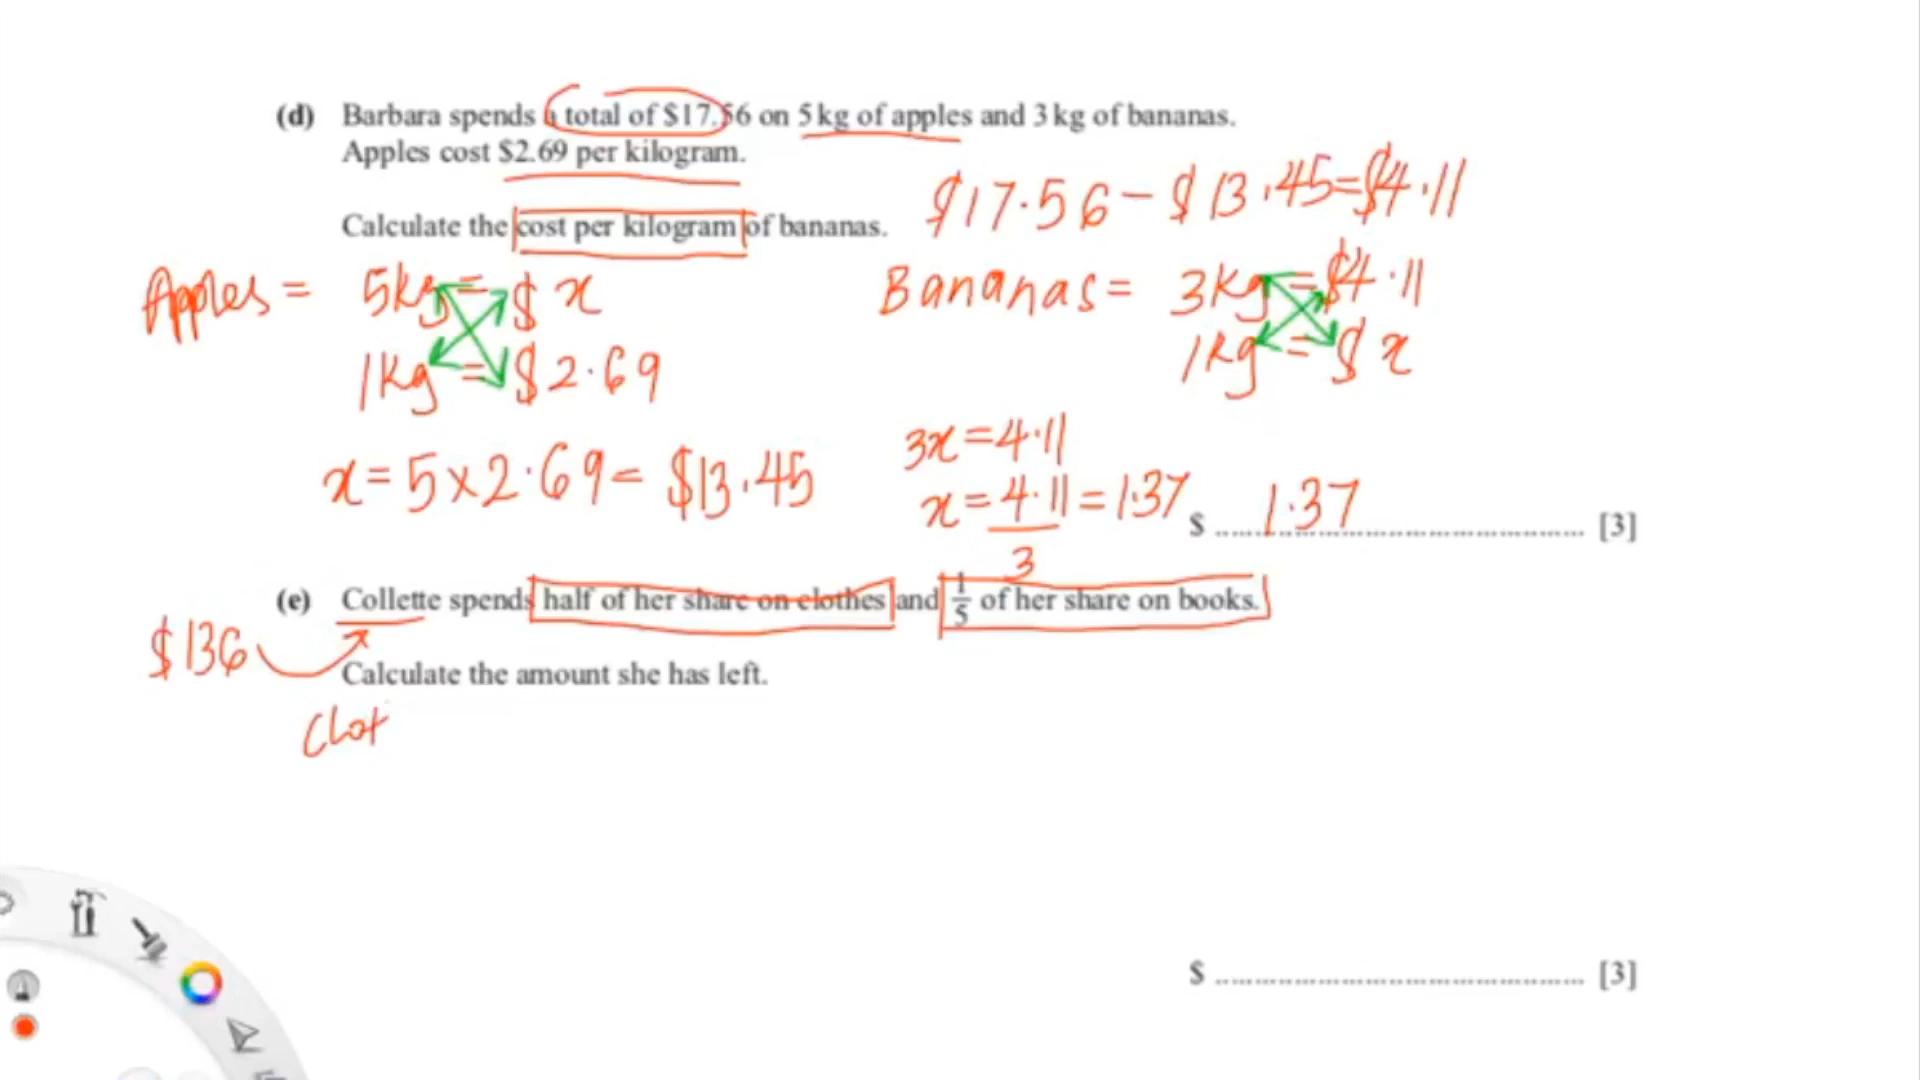 (d) Barbara spends a total of $17.56 on 5 kg of apples and 3 kg of bananas.
Apples cost $2.69 per kilogram.
$17.56 - $13.45 = $4.11
Calculate the cost per kilogram of bananas.
Apples = 5kg = $ x
1kg = $2.69
x = 5 x 2.69 = $13.45
Bananas = 3kg = $4.11
1kg = $ x
3x = 4.11
x = 4.11 = 1.37
3
$ 1.37 [3]
(e) Collette spends half of her share on clothes and 1/5 of her share on books.
$136
Calculate the amount she has left.
Clot
$ [3]